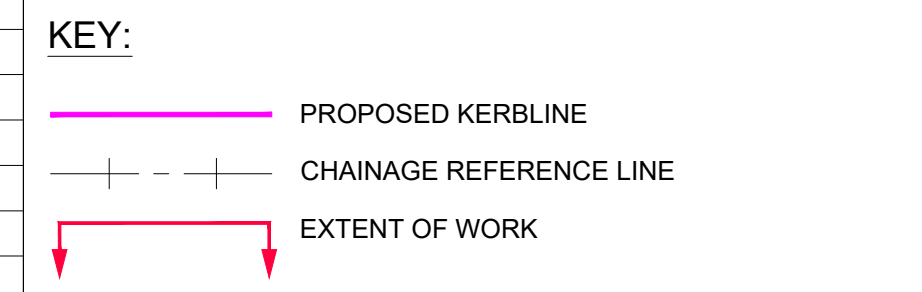 KEY:
PROPOSED KERBLINE
CHAINAGE REFERENCE LINE
EXTENT OF WORK